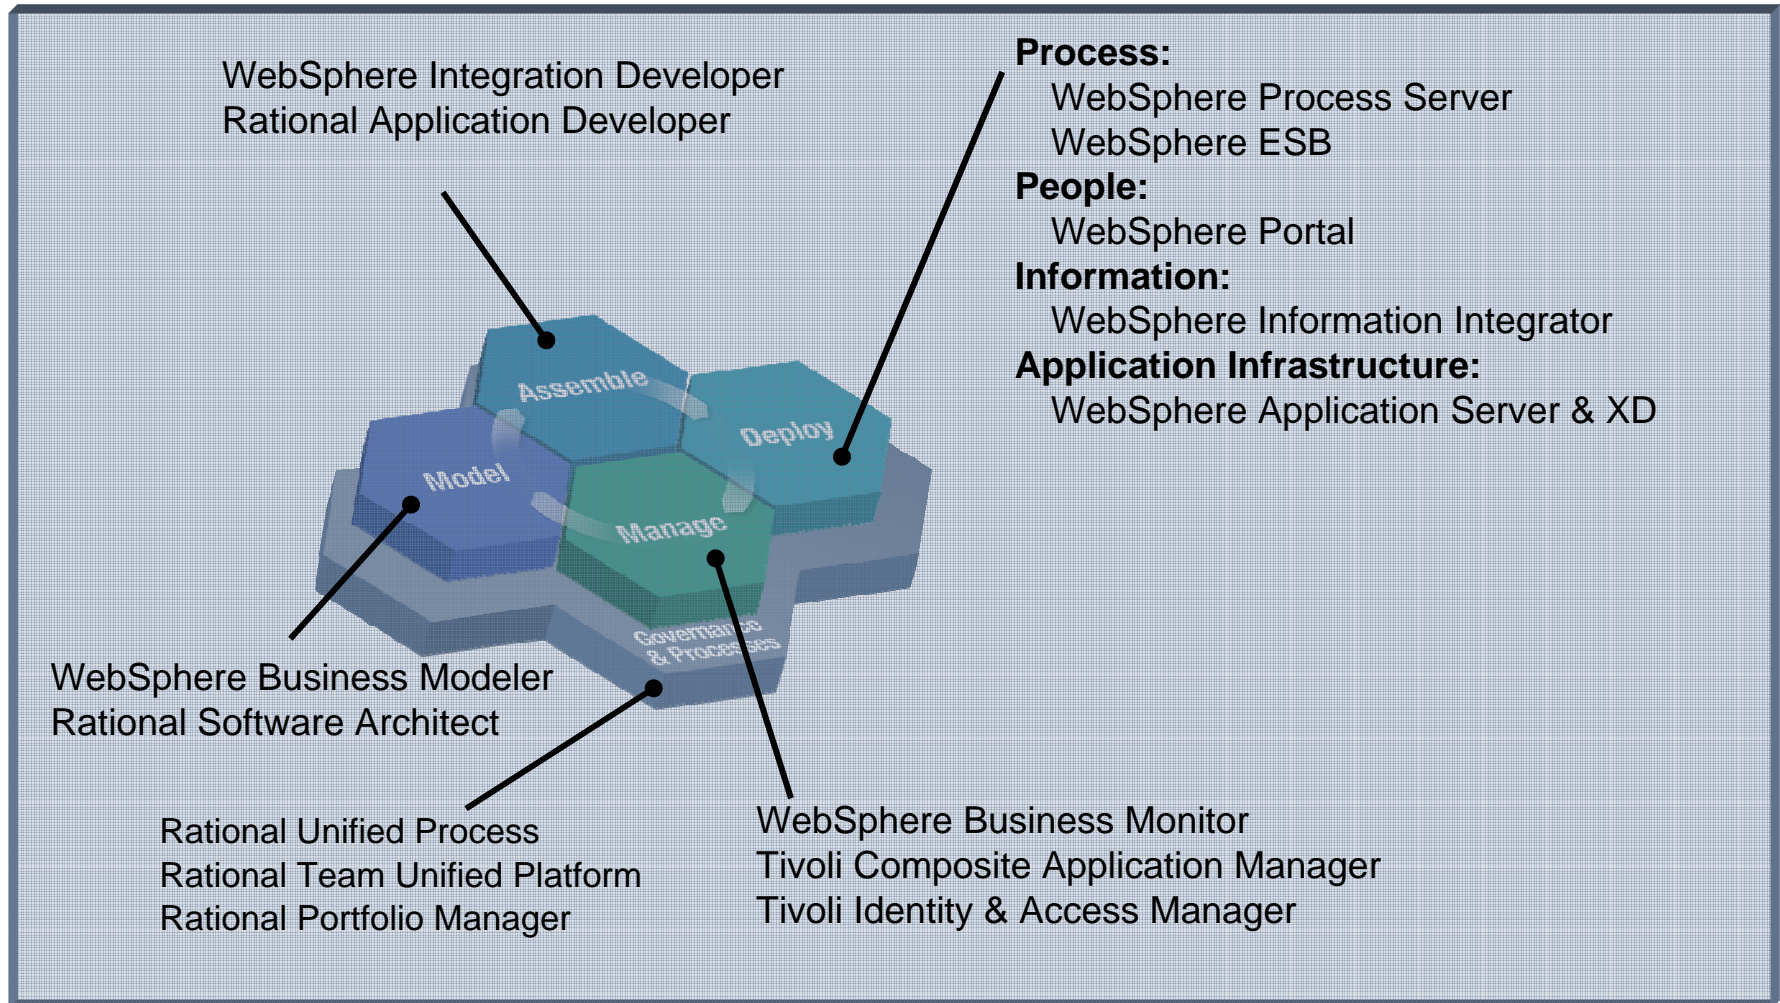 WebSphere Integration Developer
Rational Application Developer
Process:
WebSphere Process Server
WebSphere ESB
People:
WebSphere Portal
Information:
WebSphere Information Integrator
Application Infrastructure:
WebSphere Application Server & XD
Assemble
Deploy
Model
Manage
Governance
& Processes
WebSphere Business Modeler
Rational Software Architect
Rational Unified Process
Rational Team Unified Platform
Rational Portfolio Manager
WebSphere Business Monitor
Tivoli Composite Application Manager
Tivoli Identity & Access Manager